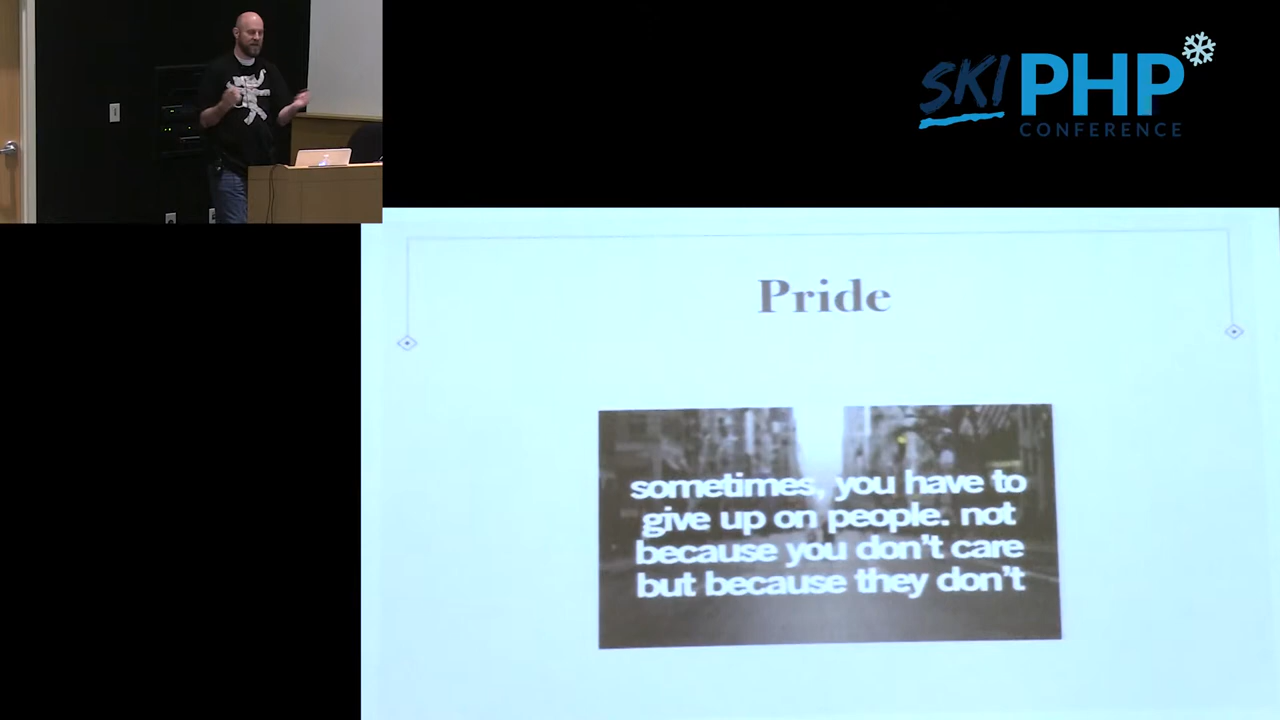 SKI PHP
CONFERENCE
Pride
sometimes, you have to
give up on people. not
because you don't care
but because they don't